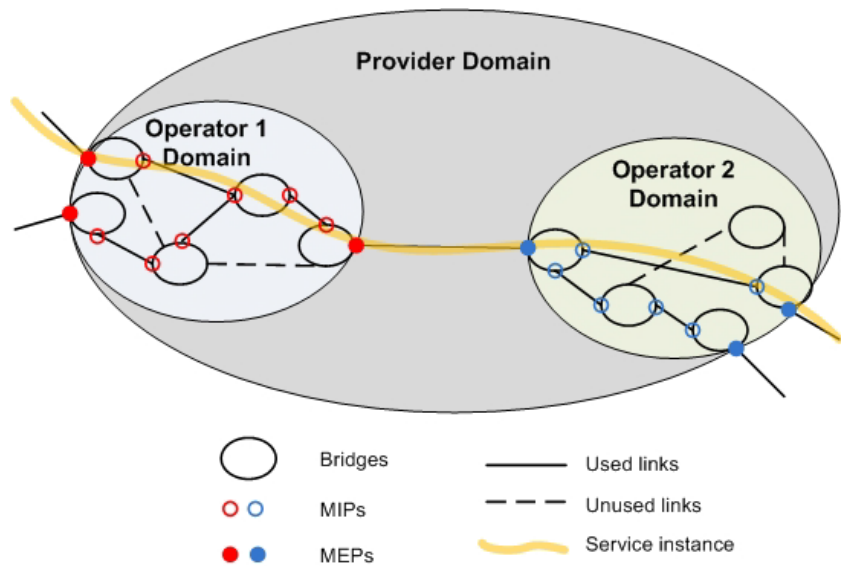 Provider Domain
Operator 1
Domain
Operator 2
Domain
Bridges
Used links
MIPs
Unused links
MEPs
Service instance